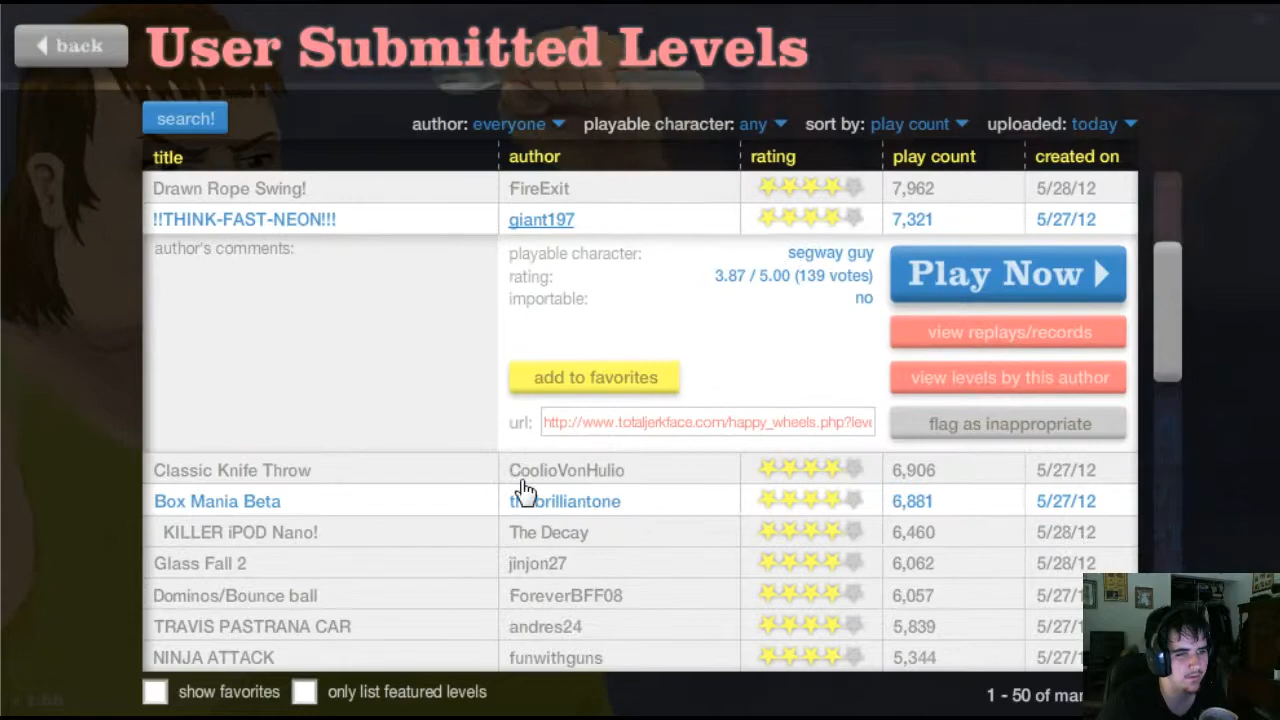 back
User Submitted Levels
search!
author: everyone
playable character: any
sort by: play count
uploaded: today
title author rating play count created on
Drawn Rope Swing! FireExit 7,962 5/28/12
!!THINK-FAST-NEON!!! giant197 7,321 5/27/12
author's comments:
playable character: segway guy
rating: 3.87 / 5.00 (139 votes)
importable: no
Play Now
view replays/records
add to favorites
view levels by this author
url: http://www.totaljerkface.com/happy_wheels.php?leve
flag as inappropriate
Classic Knife Throw CoolioVonHulio 6,906 5/27/12
Box Mania Beta 6,881 5/27/12
KILLER iPOD Nano! The Decay 6,460 5/28/12
Glass Fall 2 jinjon27 6,062 5/28/12
Dominos/Bounce ball ForeverBFF08 6,057 5/27/
TRAVIS PASTRANA CAR andres24 5,839 5/27/
NINJA ATTACK funwithguns 5,344 5/27/
show favorites
only list featured levels
1 - 50 of